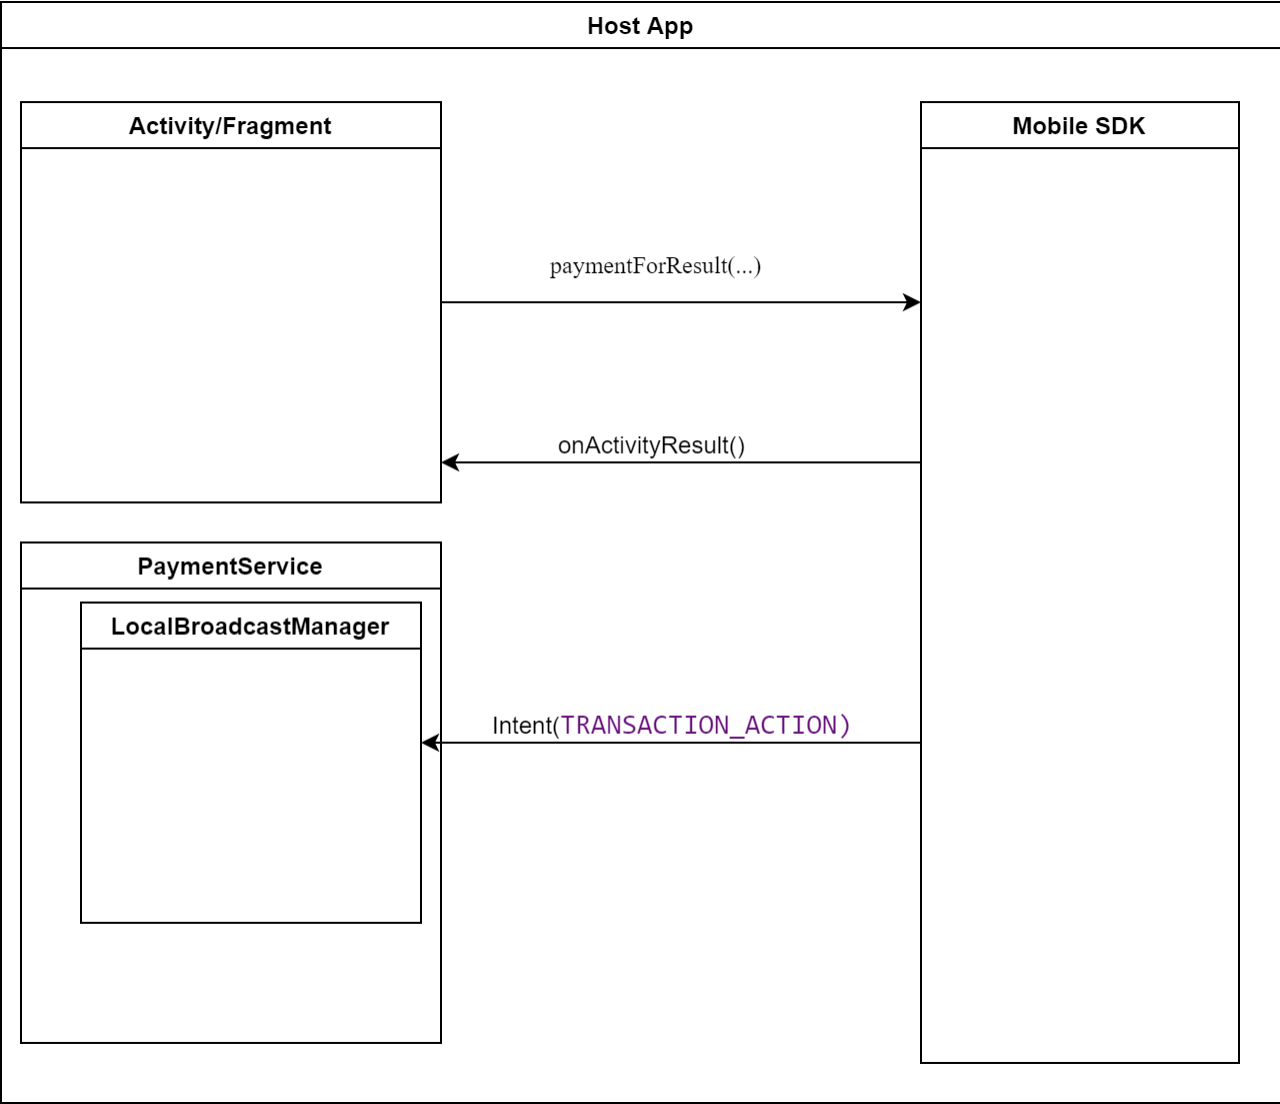 Host App
Activity/Fragment
Mobile SDK
paymentForResult(...)
onActivityResult()
PaymentService
LocalBroadcastManager
Intent(TRANSACTION_ACTION)